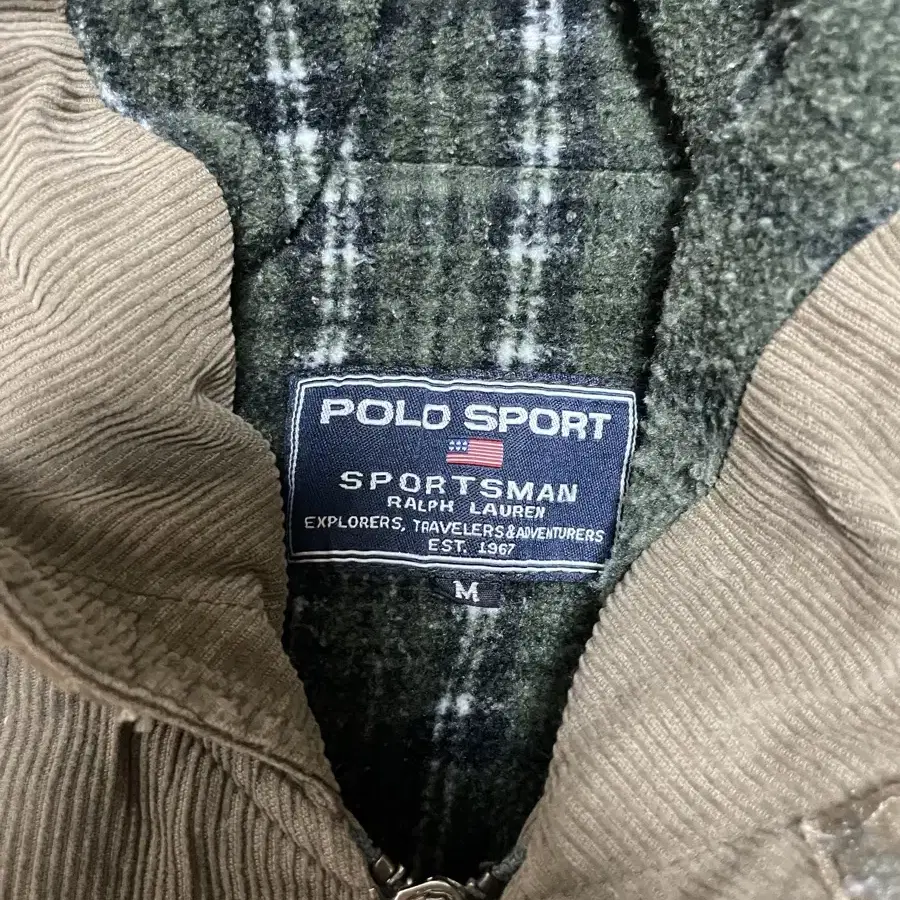 POLO SPORT
SPORTSMAN
RALPH LAUREN
EXPLORERS, TRAVELERS&ADVENTURERS
EST. 1967
M